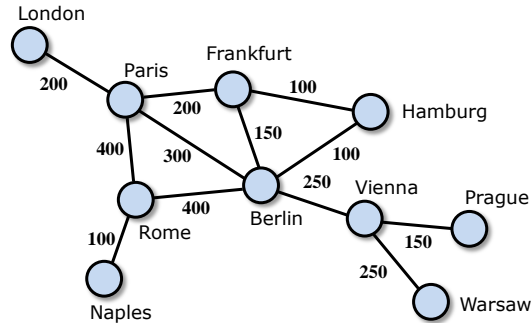 London
Paris
Frankfurt
200
100
200
Hamburg
400
300
150
100
250
Vienna
Prague
400
Berlin
Rome
150
100
250
Naples
Warsaw